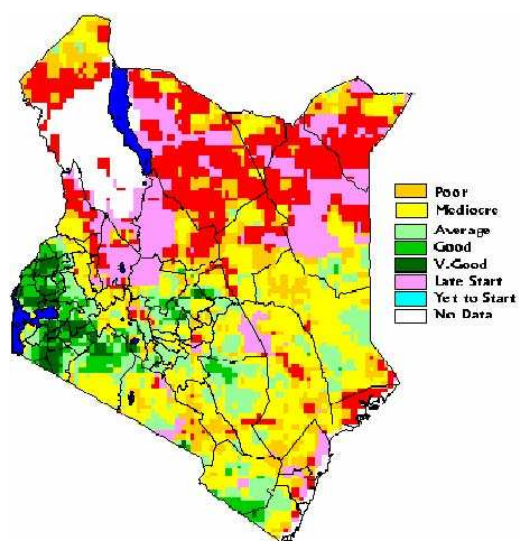 Poor
Mediocre
Average
Good
V.Good
Late Start
Yet to Start
No Data